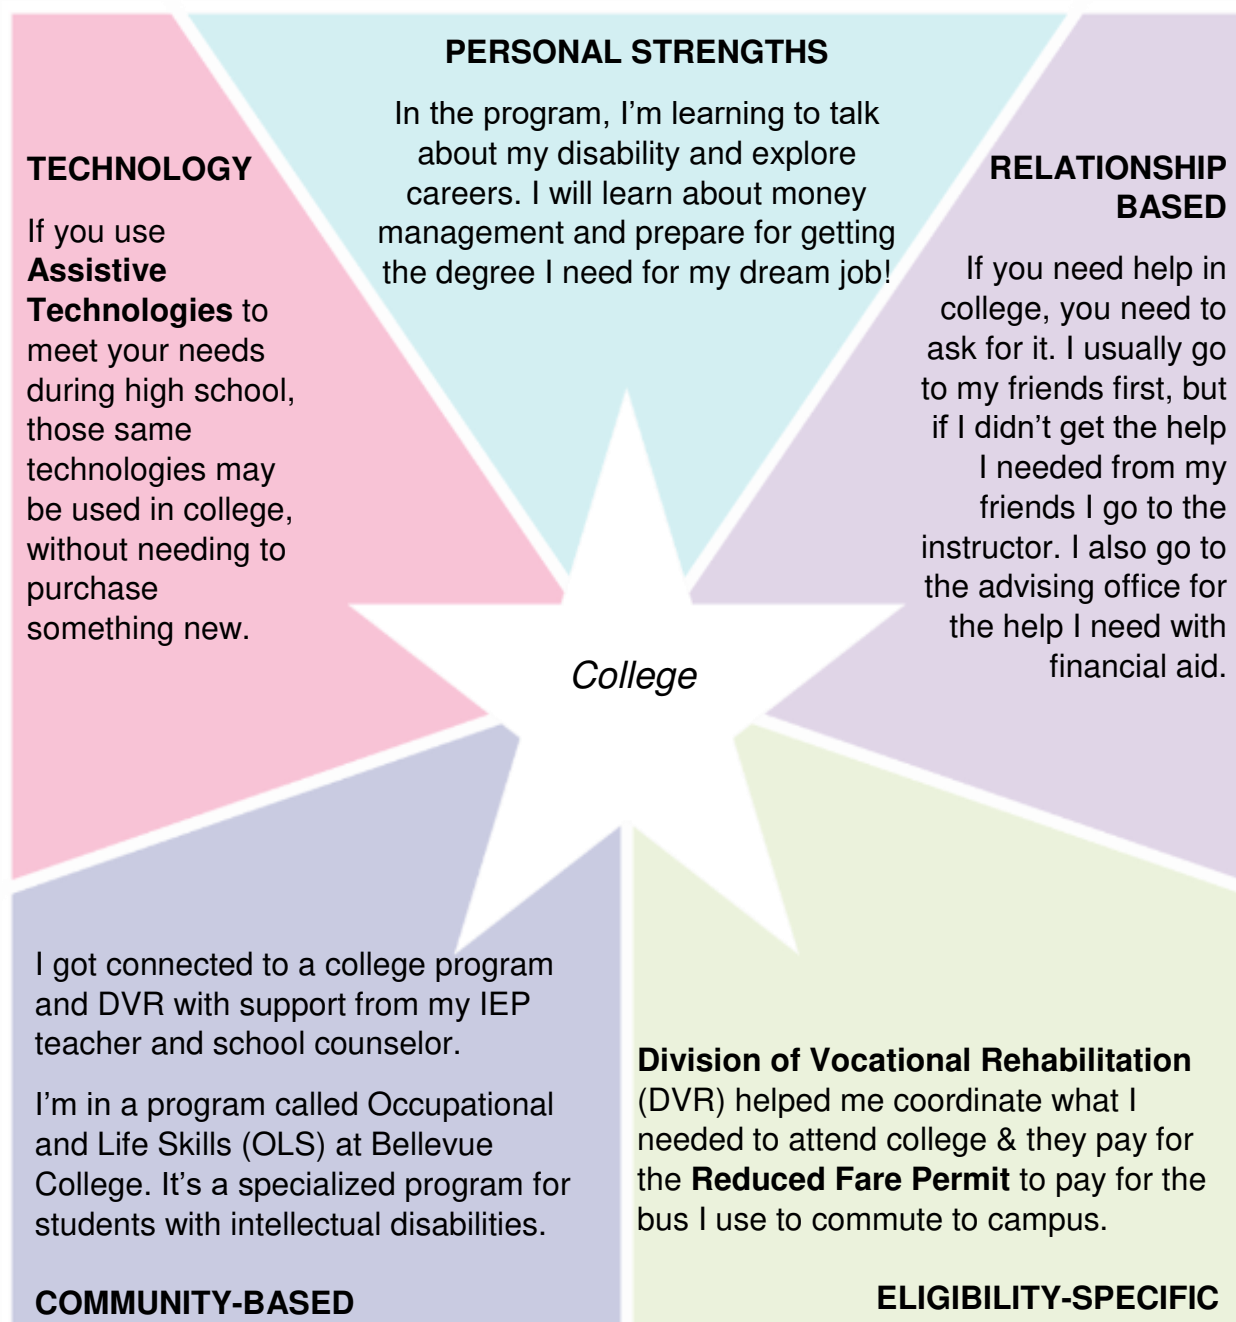 PERSONAL STRENGTHS
In the program, I’m learning to talk
about my disability and explore
careers. I will learn about money
management and prepare for getting
the degree I need for my dream job!
TECHNOLOGY
If you use
Assistive
Technologies to
meet your needs
during high school,
those same
technologies may
be used in college,
without needing to
purchase
something new.
RELATIONSHIP
BASED
If you need help in
college, you need to
ask for it. I usually go
to my friends first, but
if I didn’t get the help
I needed from my
friends I go to the
instructor. I also go to
the advising office for
the help I need with
financial aid.
College
I got connected to a college program
and DVR with support from my IEP
teacher and school counselor.
I’m in a program called Occupational
and Life Skills (OLS) at Bellevue
College. It’s a specialized program for
students with intellectual disabilities.
COMMUNITY-BASED
Division of Vocational Rehabilitation
(DVR) helped me coordinate what I
needed to attend college & they pay for
the Reduced Fare Permit to pay for the
bus I use to commute to campus.
ELIGIBILITY-SPECIFIC